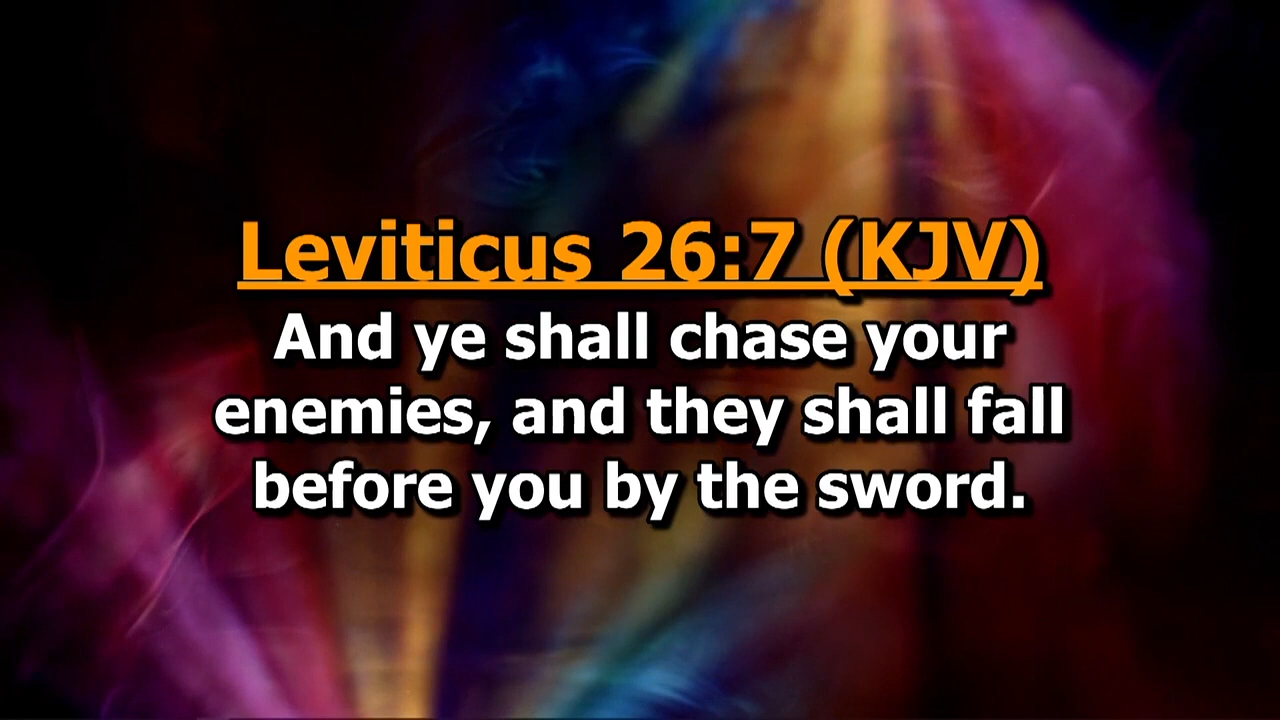 Leviticus 26:7 (KJV)
And ye shall chase your
enemies, and they shall fall
before you by the sword.